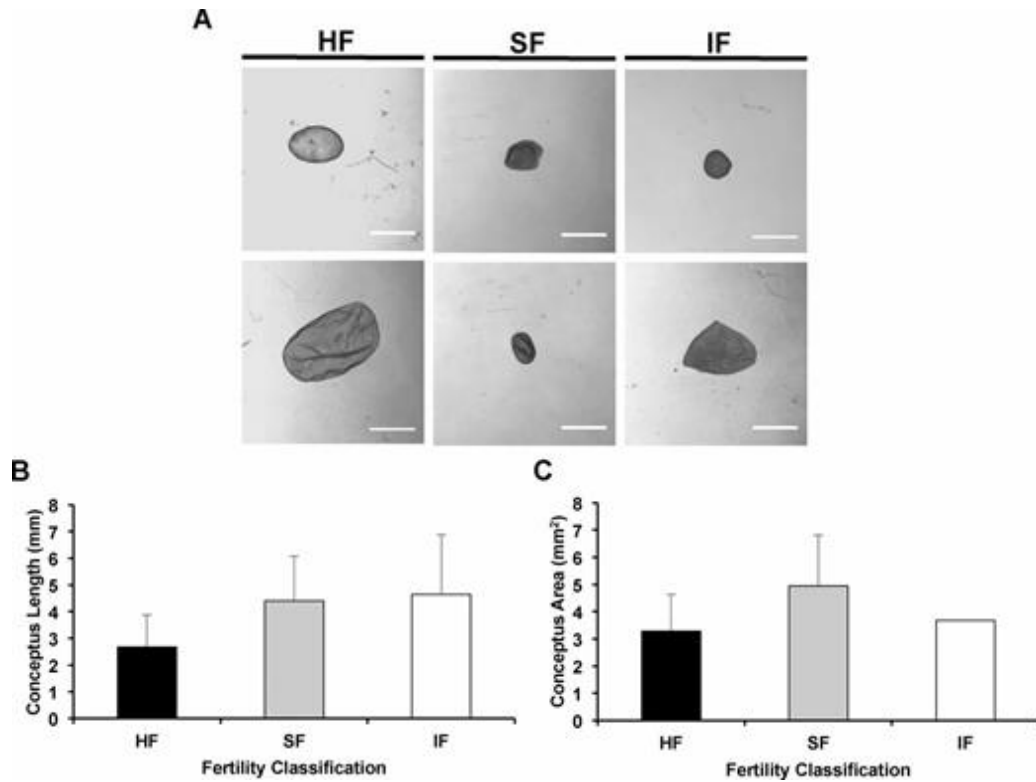 A
HF SF IF
B
8
7
6
5
4
3
2
1
0
Conceptus Length (mm)
HF SF IF
Fertility Classification
C
8
7
6
5
4
3
2
1
0
Conceptus Area (mm²)
HF SF IF
Fertility Classification